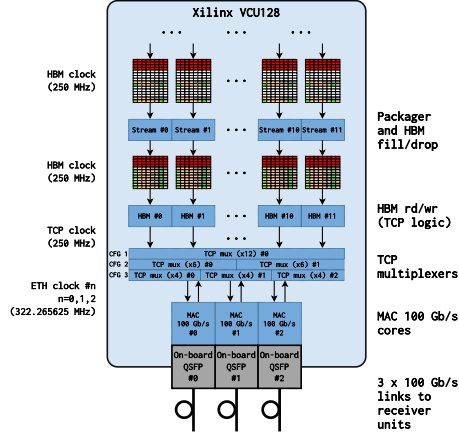 Xilinx VCU128
HBM clock
(250 MHz)
Stream #0
Stream #1
Stream #10
Stream #11
Packager
and HBM
fill/drop
HBM clock
(250 MHz)
HBM #0
HBM #1
HBM #10
HBM #11
HBM rd/wr
(TCP logic)
TCP clock
(250 MHz)
CFG 1
TCP mux (x12) #0
CFG 2
TCP mux (x6) #0
TCP mux (x6) #1
CFG 3
TCP mux (x4) #0
TCP mux (x4) #1
TCP mux (x4) #2
TCP
multiplexers
ETH clock #n
n=0,1,2
(322.265625 MHz)
MAC
100 Gb/s
#0
MAC
100 Gb/s
#1
MAC
100 Gb/s
#2
MAC 100 Gb/s
cores
On-board
QSFP
#0
On-board
QSFP
#1
On-board
QSFP
#2
3 x 100 Gb/s
links to
receiver
units